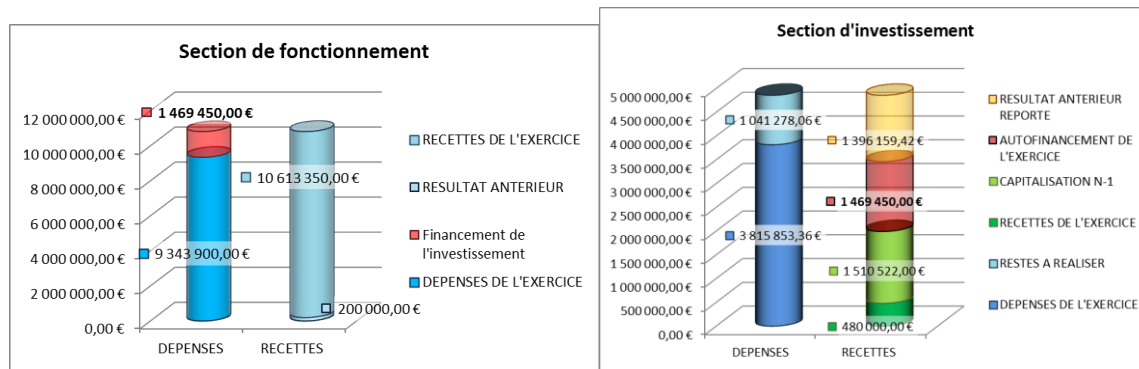 Section de fonctionnement
1 469 450,00 €
12 000 000,00 €
10 000 000,00 €
8 000 000,00 €
6 000 000,00 €
4 000 000,00 €
2 000 000,00 €
0,00 €
10 613 350,00 €
9 343 900,00 €
200 000,00 €
DEPENSES
RECETTES
RECETTES DE L'EXERCICE
RESULTAT ANTERIEUR
Financement de
l'investissement
DEPENSES DE L'EXERCICE
Section d'investissement
5 000 000,00 €
4 500 000,00 €
4 000 000,00 €
3 500 000,00 €
3 000 000,00 €
2 500 000,00 €
2 000 000,00 €
1 500 000,00 €
1 000 000,00 €
500 000,00 €
0,00 €
1 041 278,06 €
1 396 159,42 €
1 469 450,00 €
3 815 853,36 €
1 510 522,00 €
480 000,00 €
DEPENSES
RECETTES
RESULTAT ANTERIEUR
REPORTE
AUTOFINANCEMENT DE
L'EXERCICE
CAPITALISATION N-1
RECETTES DE L'EXERCICE
RESTES A REALISER
DEPENSES DE L'EXERCICE